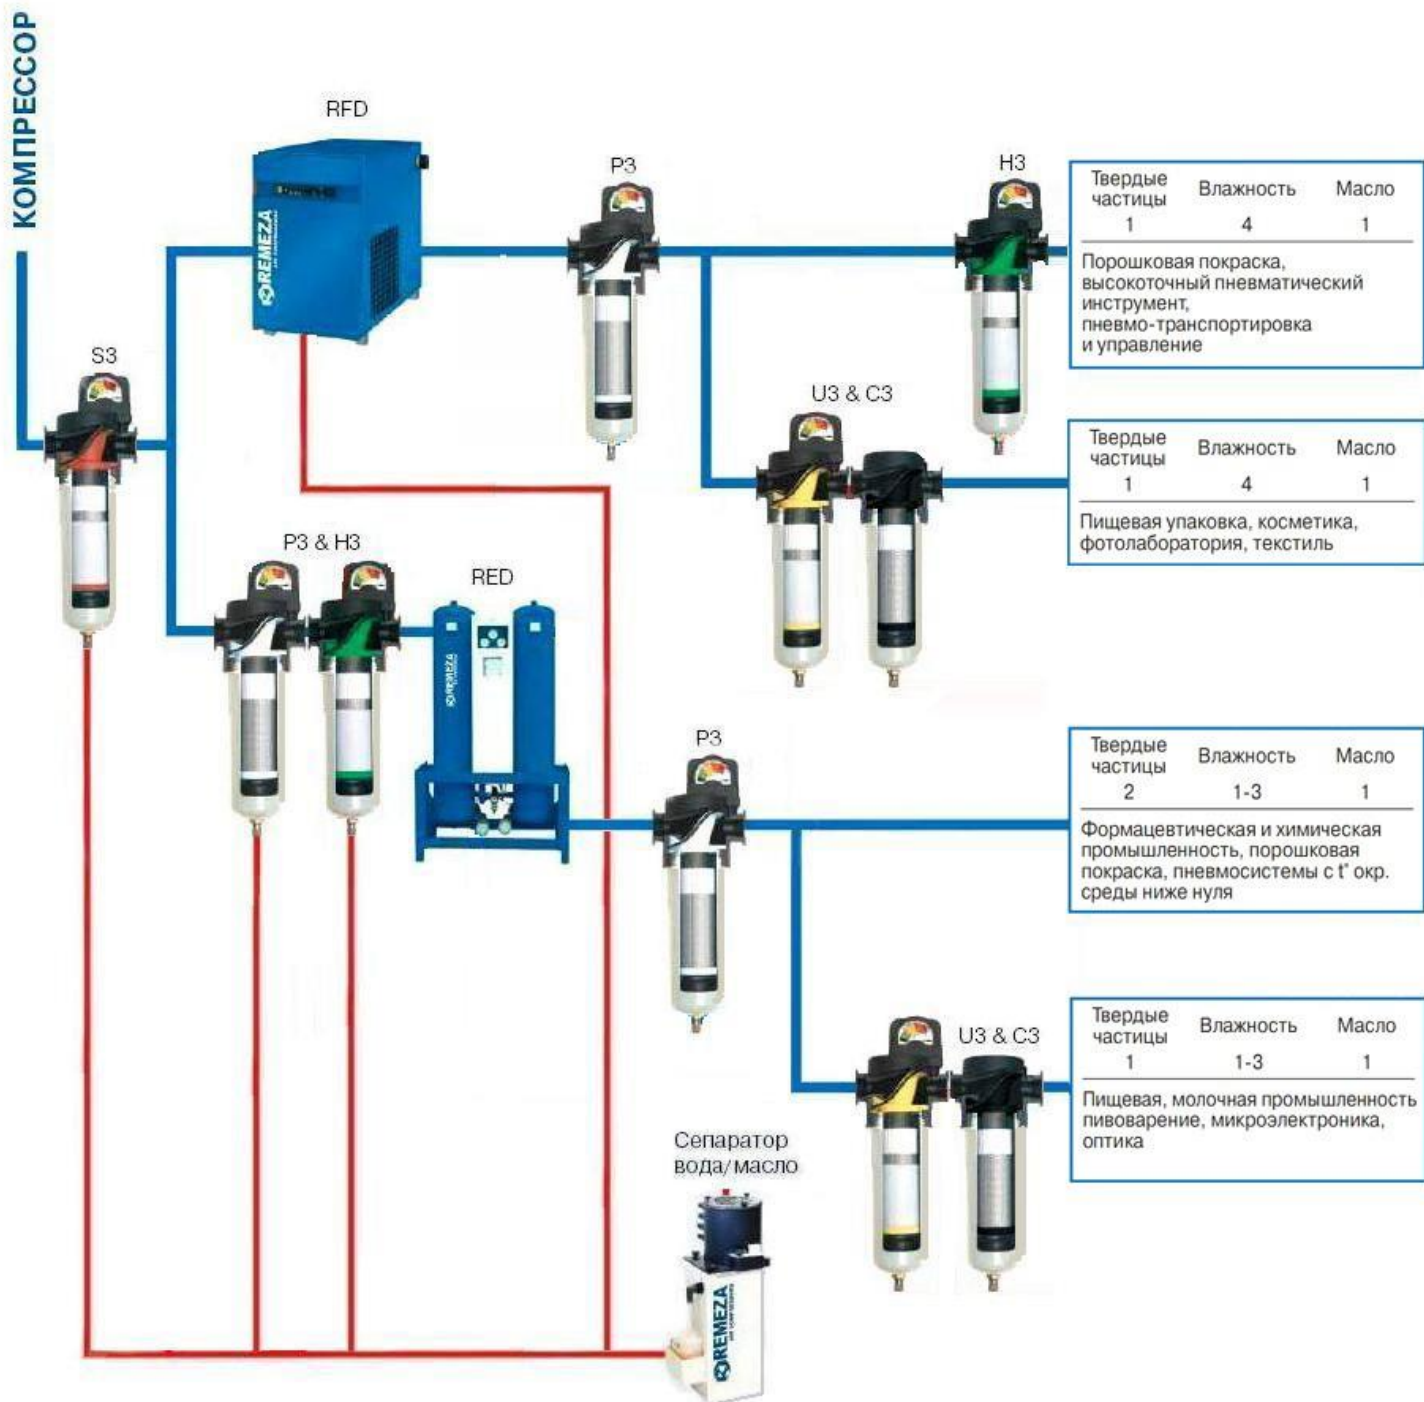 КОМПРЕССОР
RFD
REMEZA
AIR COMPRESSORS
P3
H3
Твердые
частицы
Влажность
Масло
1
4
1
Порошковая покраска,
высокоточный пневматический
инструмент,
пневмо-транспортировка
и управление
S3
U3 & C3
Твердые
частицы
Влажность
Масло
1
4
1
Пищевая упаковка, косметика,
фотолаборатория, текстиль
P3 & H3
RED
REMEZA
P3
Твердые
частицы
Влажность
Масло
2
1-3
1
Формацевтическая и химическая
промышленность, порошковая
покраска, пневмосистемы с t° окр.
среды ниже нуля
U3 & C3
Твердые
частицы
Влажность
Масло
1
1-3
1
Пищевая, молочная промышленность
пивоварение, микроэлектроника,
оптика
Сепаратор
вода/масло
REMEZA
AIR COMPRESSORS